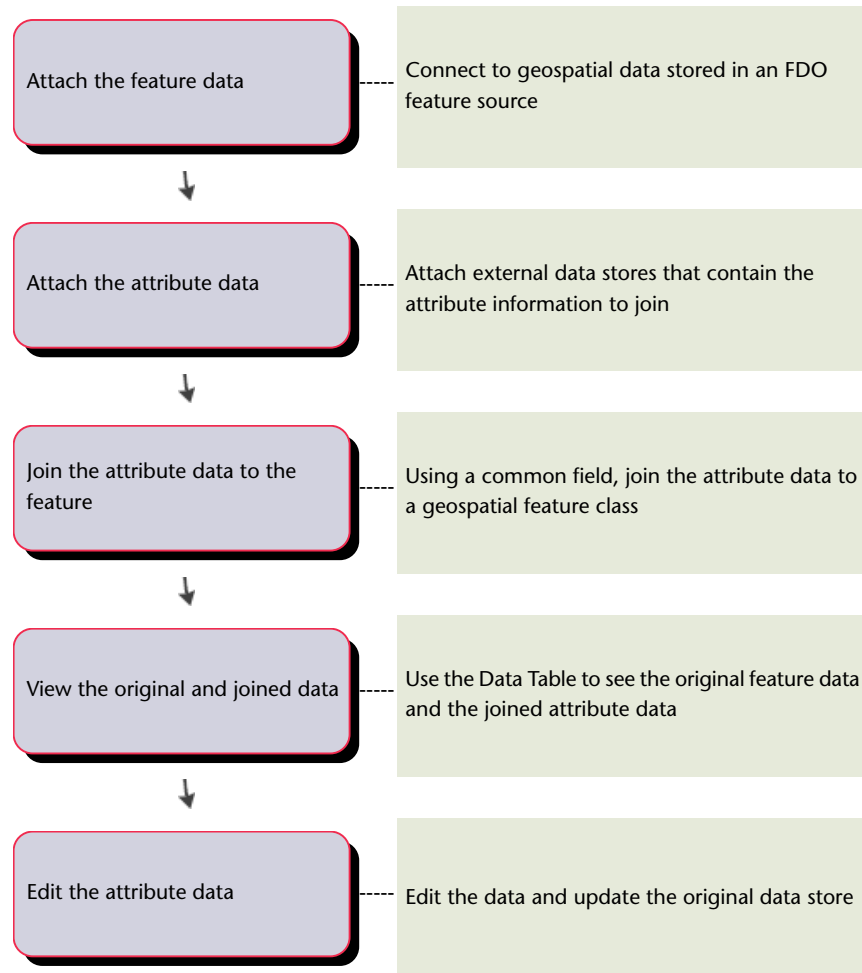 Attach the feature data
Connect to geospatial data stored in an FDO
feature source
Attach the attribute data
Attach external data stores that contain the
attribute information to join
Join the attribute data to the
feature
Using a common field, join the attribute data to
a geospatial feature class
View the original and joined data
Use the Data Table to see the original feature data
and the joined attribute data
Edit the attribute data
Edit the data and update the original data store